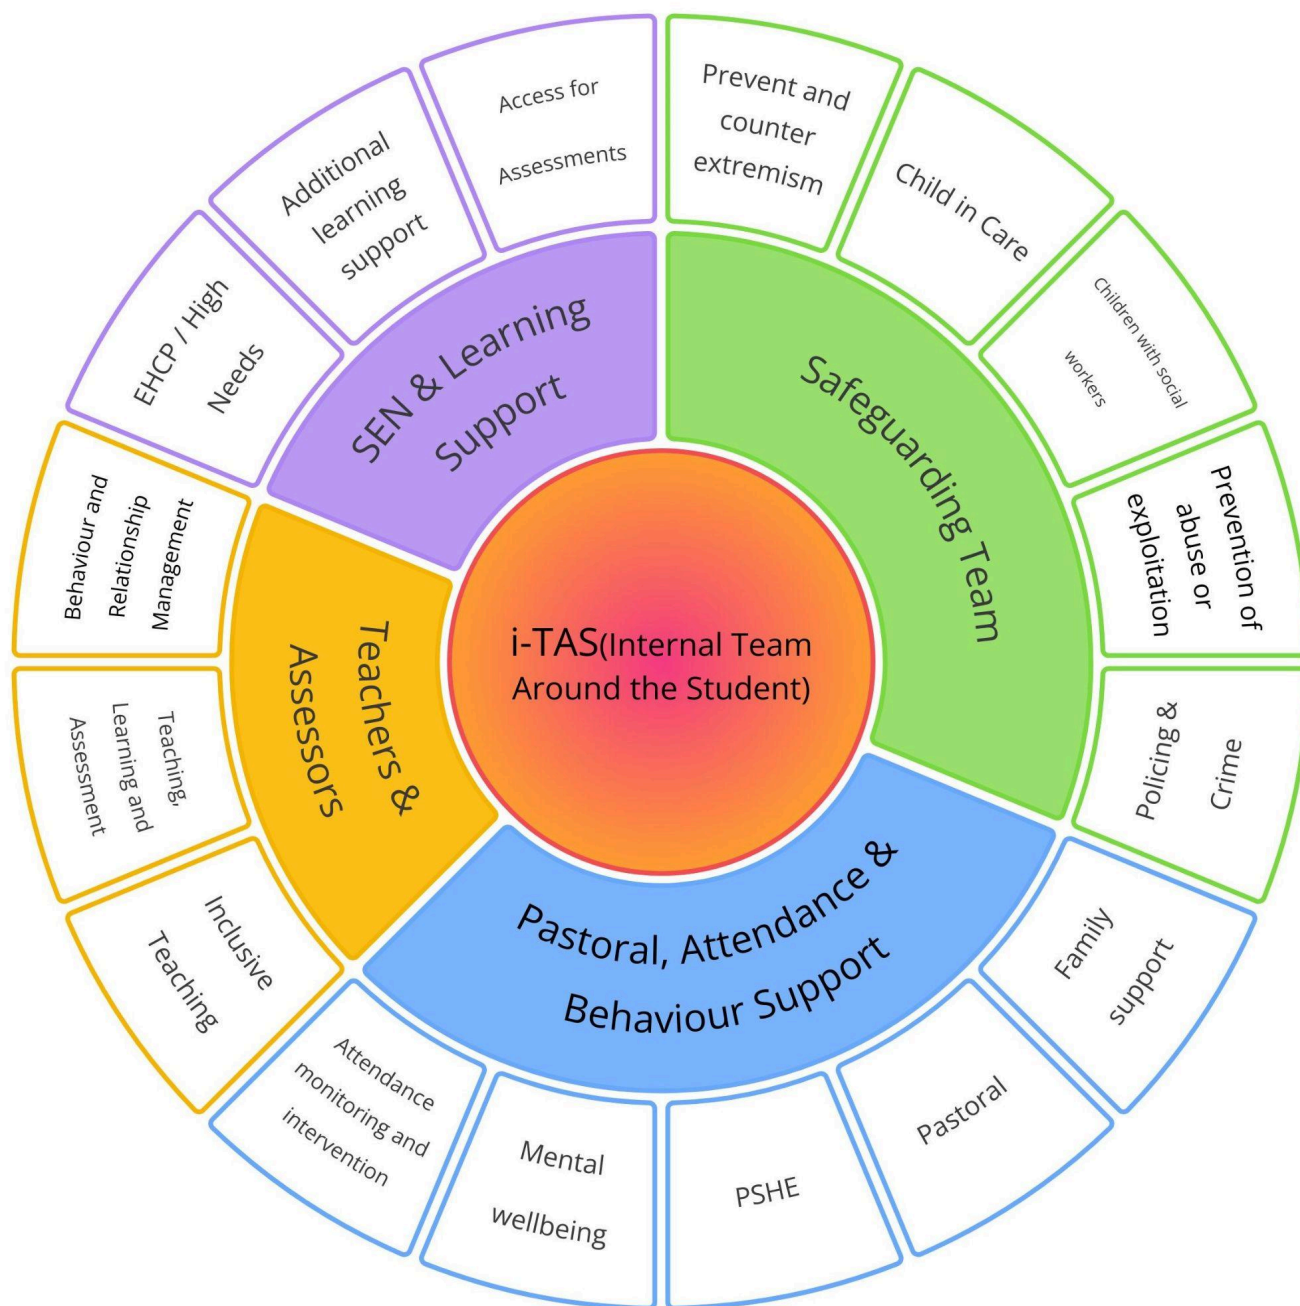 i-TAS(Internal Team
Around the Student)
Safeguarding Team
Prevent and
counter
extremism
Child in Care
Children with social
workers
Prevention of
abuse or
exploitation
Policing &
Crime
Pastoral, Attendance &
Behaviour Support
Family
support
Pastoral
PSHE
Mental
wellbeing
Attendance
monitoring and
intervention
Teachers &
Assessors
Inclusive
Teaching
Teaching,
Learning and
Assessment
Behaviour and
Relationship
Management
SEN & Learning
Support
EHCP / High
Needs
Additional
learning
support
Access for
Assessments